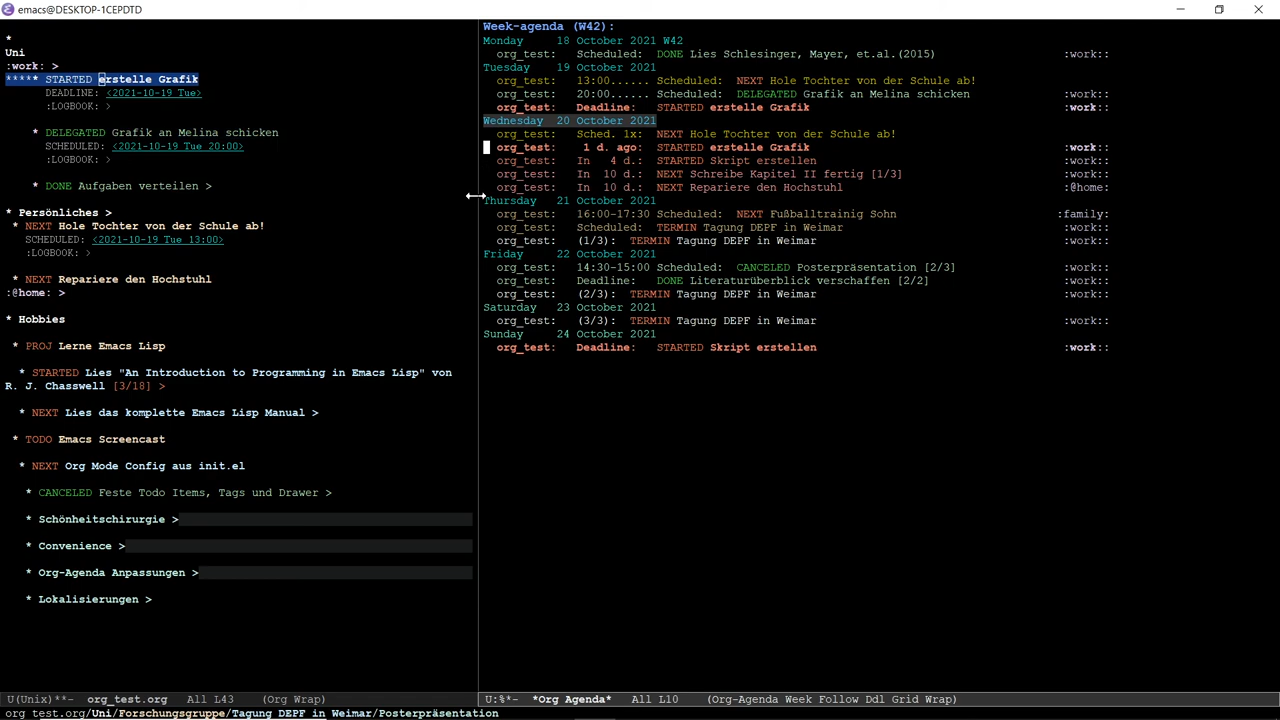 emacs@DESKTOP-1CEPDTD
*
Uni
:work: >
***** STARTED erstelle Grafik
DEADLINE: <2021-10-19 Tue>
:LOGBOOK: >
* DELEGATED Grafik an Melina schicken
SCHEDULED: <2021-10-19 Tue 20:00>
:LOGBOOK: >
* DONE Aufgaben verteilen >
* Persönliches >
* NEXT Hole Tochter von der Schule ab!
SCHEDULED: <2021-10-19 Tue 13:00>
:LOGBOOK: >
* NEXT Repariere den Hochstuhl
:@home: >
* Hobbies
* PROJ Lerne Emacs Lisp
* STARTED Lies "An Introduction to Programming in Emacs Lisp" von
R. J. Chasswell [3/18] >
* NEXT Lies das komplette Emacs Lisp Manual >
* TODO Emacs Screencast
* NEXT Org Mode Config aus init.el
* CANCELED Feste Todo Items, Tags und Drawer >
* Schönheitschirurgie >
* Convenience >
* Org-Agenda Anpassungen >
* Lokalisierungen >
U(Unix)**- org_test.org All L43 (Org Wrap)
Week-agenda (W42):
Monday 18 October 2021 W42
org_test: Scheduled: DONE Lies Schlesinger, Mayer, et.al.(2015) :work::
Tuesday 19 October 2021
org_test: 13:00...... Scheduled: NEXT Hole Tochter von der Schule ab!
org_test: 20:00...... Scheduled: DELEGATED Grafik an Melina schicken :work::
org_test: Deadline: STARTED erstelle Grafik :work::
Wednesday 20 October 2021
org_test: Sched. 1x: NEXT Hole Tochter von der Schule ab!
org_test: 1 d. ago: STARTED erstelle Grafik :work::
org_test: In 4 d.: STARTED Skript erstellen :work::
org_test: In 10 d.: NEXT Schreibe Kapitel II fertig [1/3] :work::
org_test: In 10 d.: NEXT Repariere den Hochstuhl :@home:
Thursday 21 October 2021
org_test: 16:00-17:30 Scheduled: NEXT Fußballtrainig Sohn :family:
org_test: Scheduled: TERMIN Tagung DEPF in Weimar :work::
org_test: (1/3): TERMIN Tagung DEPF in Weimar :work::
Friday 22 October 2021
org_test: 14:30-15:00 Scheduled: CANCELED Posterpräsentation [2/3] :work::
org_test: Deadline: DONE Literaturüberblick verschaffen [2/2] :work::
org_test: (2/3): TERMIN Tagung DEPF in Weimar :work::
Saturday 23 October 2021
org_test: (3/3): TERMIN Tagung DEPF in Weimar :work::
Sunday 24 October 2021
org_test: Deadline: STARTED Skript erstellen :work::
U:%*- *Org Agenda* All L10 (Org-Agenda Week Follow Ddl Grid Wrap)
org_test.org/Uni/Forschungsgruppe/Tagung DEPF in Weimar/Posterpräsentation